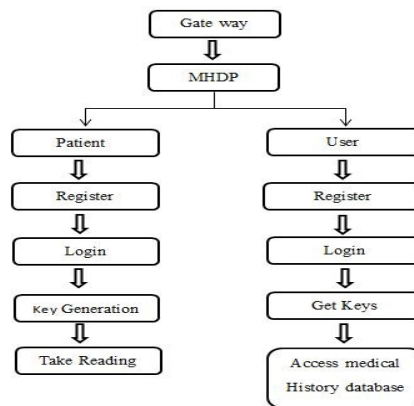 Gate way
MHDP
Patient
User
Register
Register
Login
Login
Key Generation
Get Keys
Take Reading
Access medical
History database